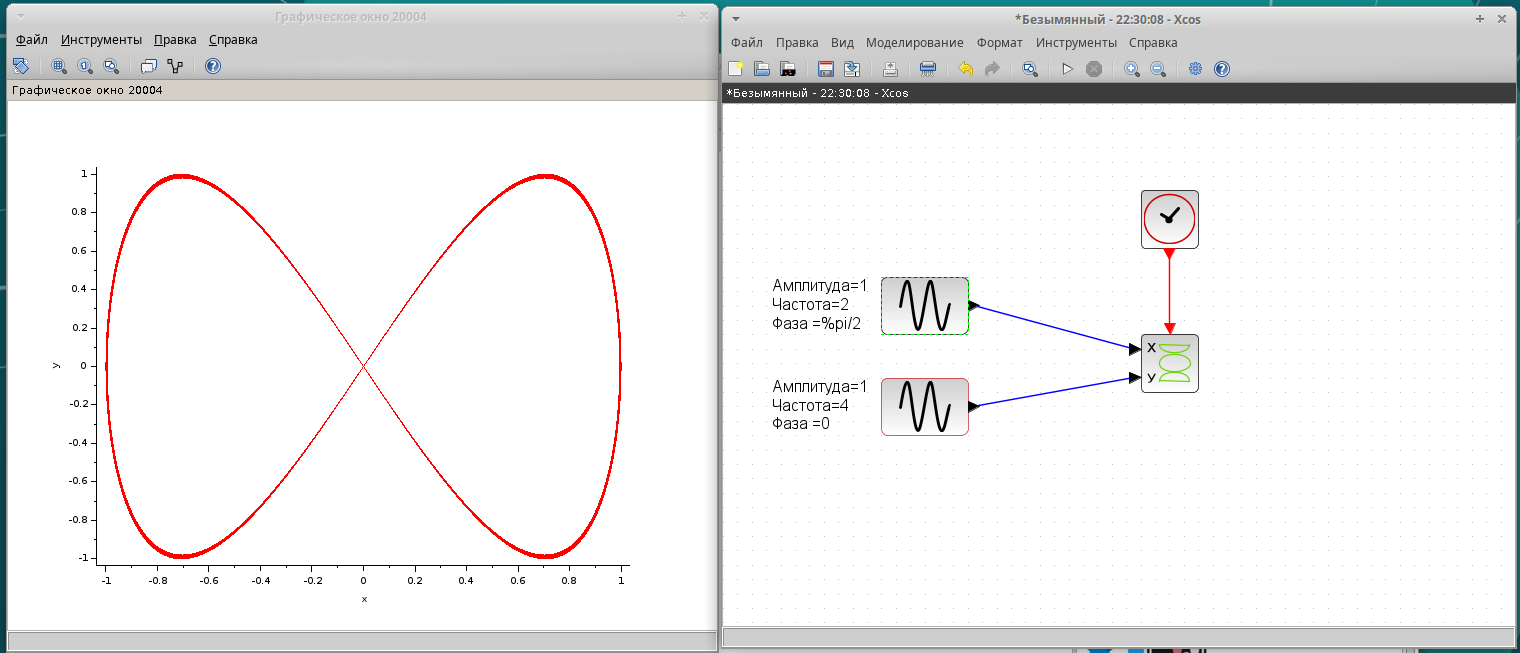 Графическое окно 20004
Файл Инструменты Правка Справка
Графическое окно 20004
1
0.8
0.6
0.4
0.2
0
-0.2
-0.4
-0.6
-0.8
-1
y
-1 -0.8 -0.6 -0.4 -0.2 0 0.2 0.4 0.6 0.8 1
x
*Безымянный - 22:30:08 - Xcos
Файл Правка Вид Моделирование Формат Инструменты Справка
*Безымянный - 22:30:08 - Xcos
Амплитуда=1
Частота=2
Фаза =%pi/2
Амплитуда=1
Частота=4
Фаза =0
X
y